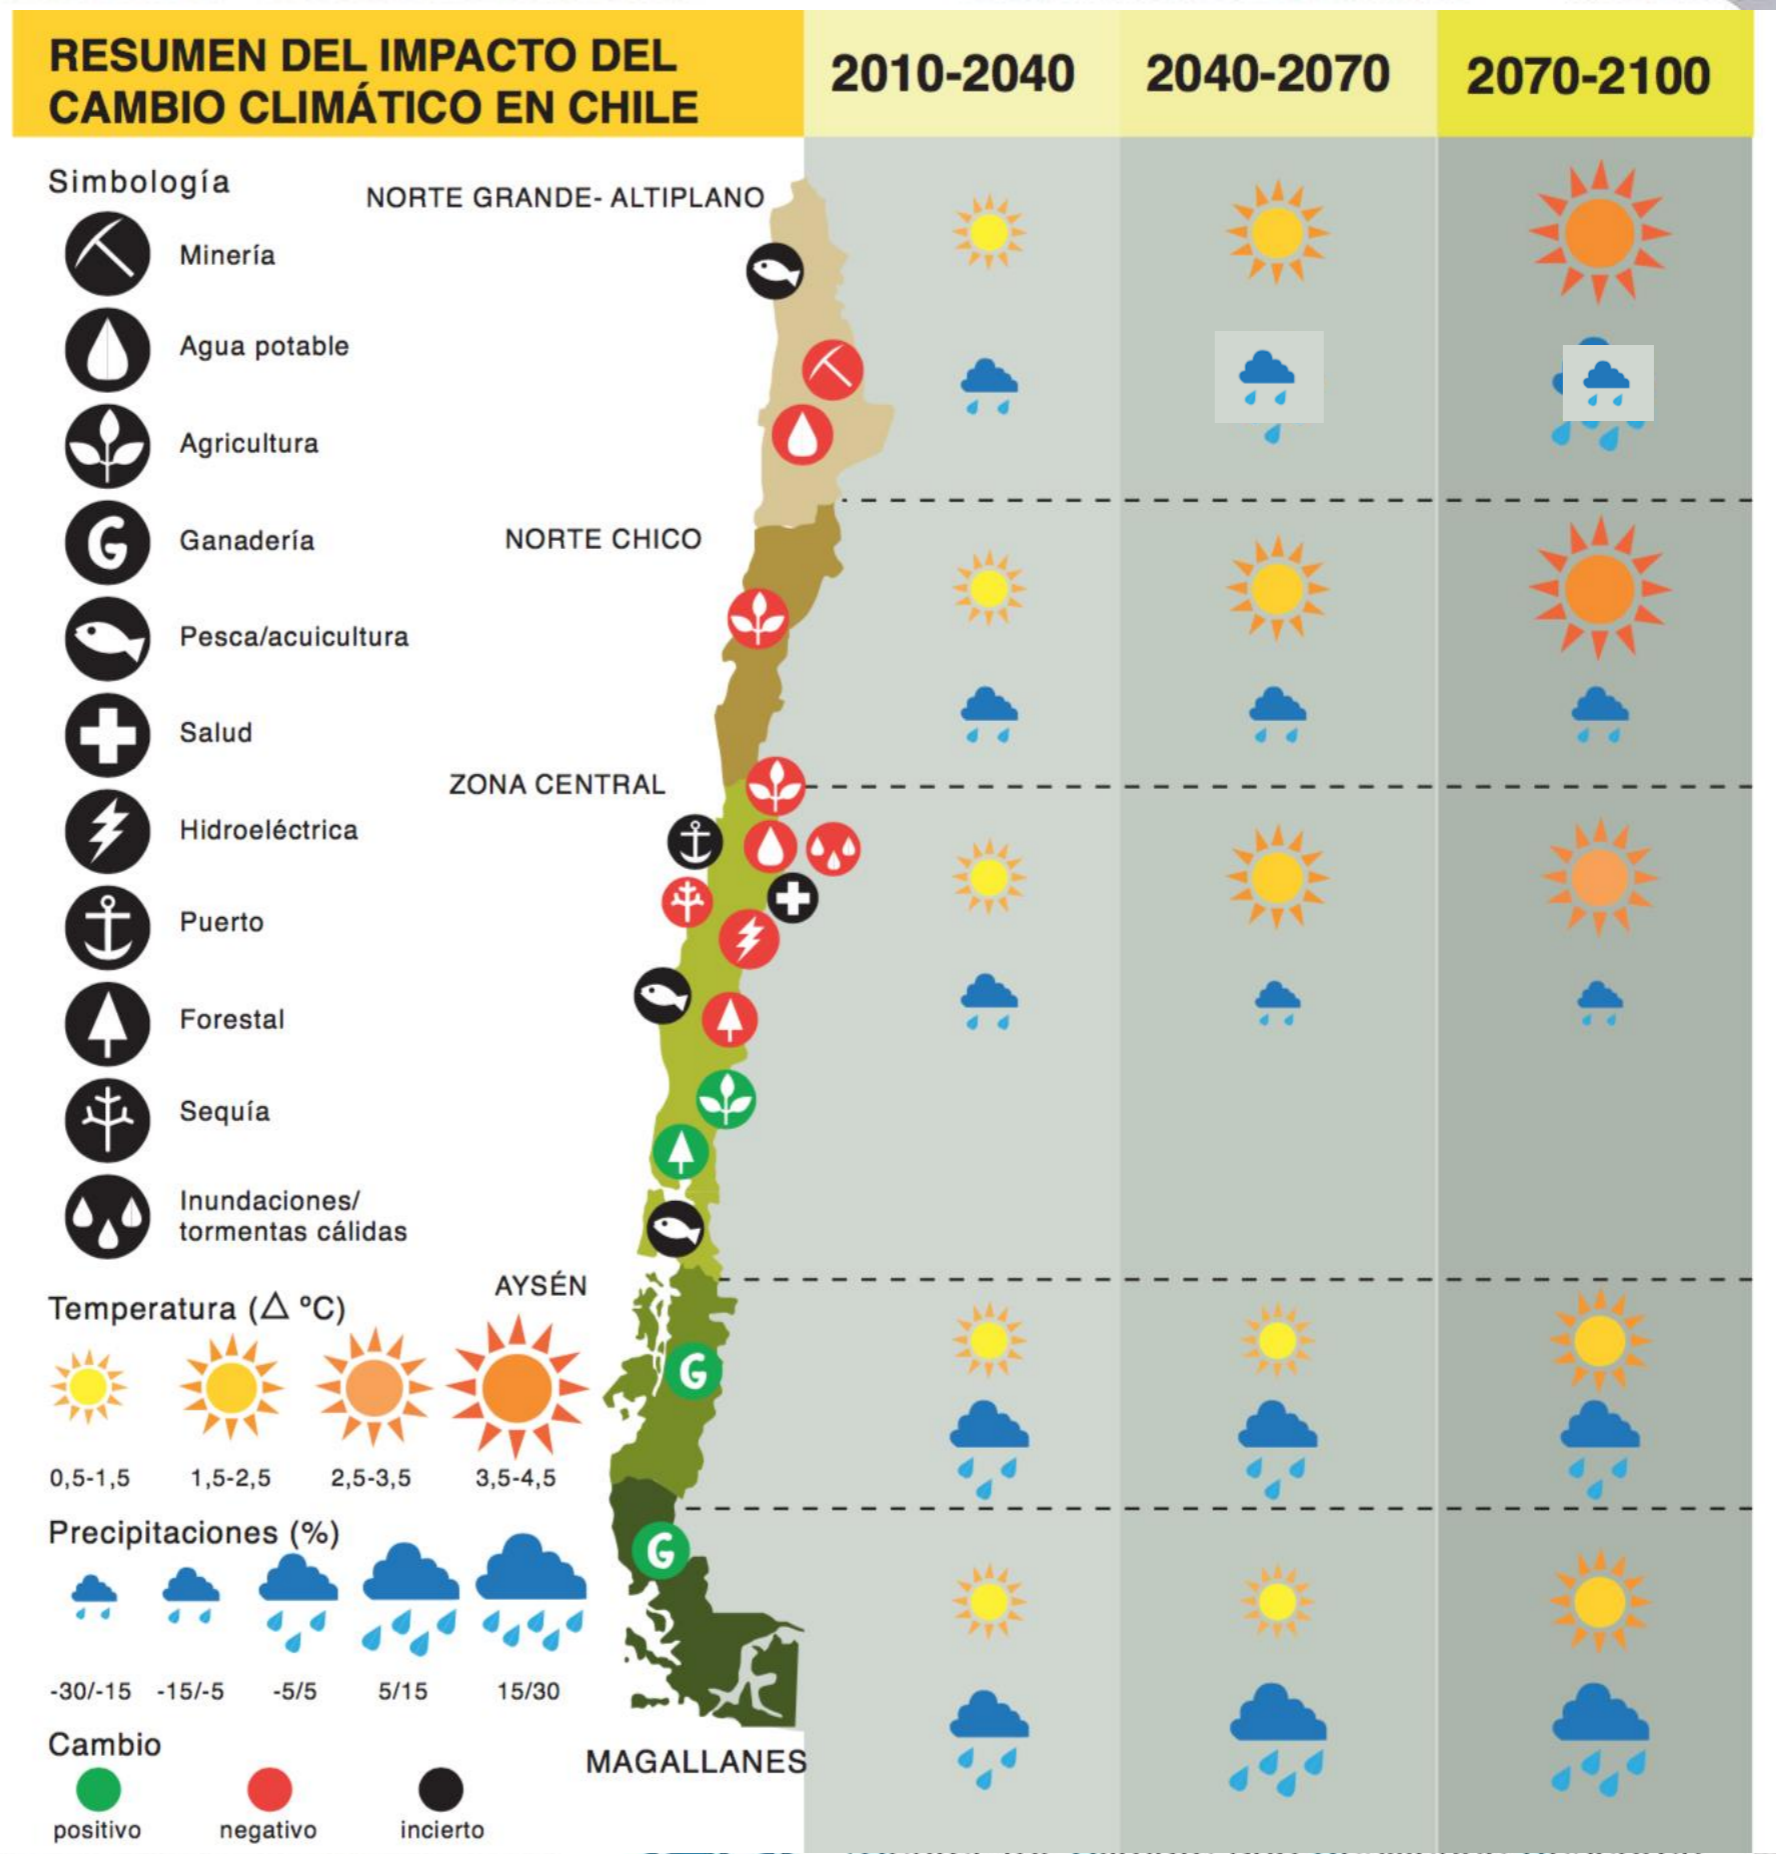 RESUMEN DEL IMPACTO DEL
CAMBIO CLIMÁTICO EN CHILE
2010-2040
2040-2070
2070-2100
Simbología
Minería
Agua potable
Agricultura
Ganadería
Pesca/acuicultura
Salud
Hidroeléctrica
Puerto
Forestal
Sequía
Inundaciones/
tormentas cálidas
Temperatura (△ ºC)
0,5-1,5 1,5-2,5 2,5-3,5 3,5-4,5
Precipitaciones (%)
-30/-15 -15/-5 -5/5 5/15 15/30
Cambio
positivo negativo incierto
NORTE GRANDE- ALTIPLANO
NORTE CHICO
ZONA CENTRAL
AYSÉN
G
G
MAGALLANES